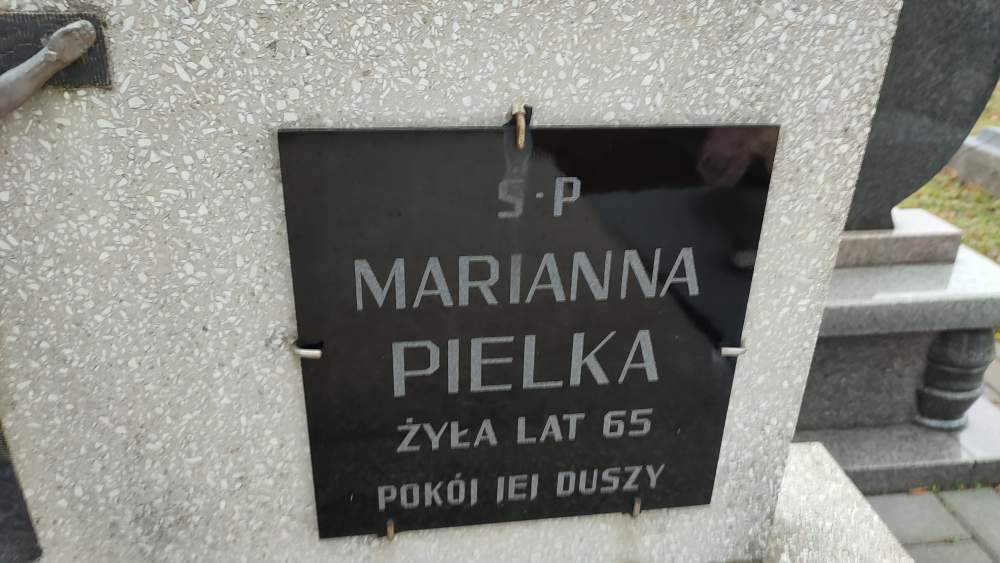 Ś·P
MARIANNA
PIELKA
ŻYŁA LAT 65
POKÓJ JEJ DUSZY